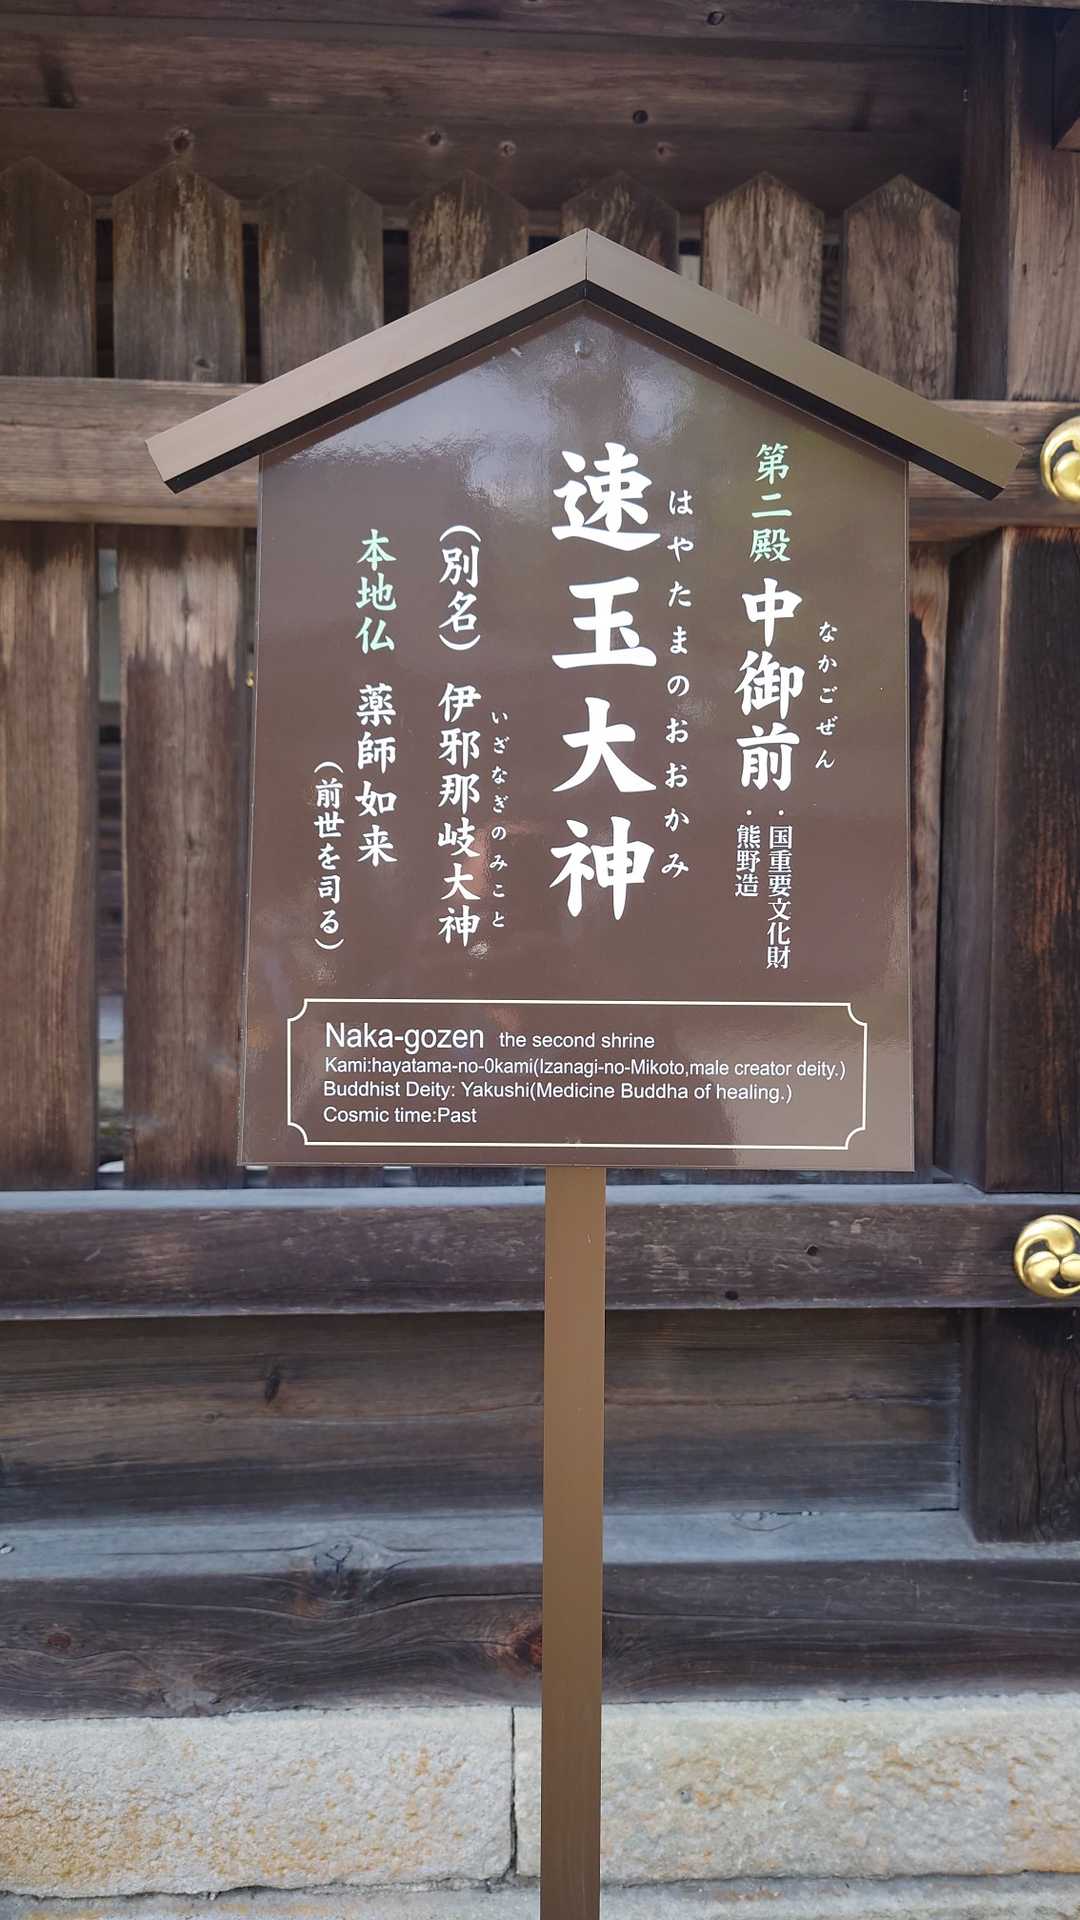 第二殿 中御前 ・国重要文化財
・熊野造
なかごぜん
速玉大神
はやたまのおおかみ
(別名) 伊邪那岐大神
いざなぎのみこと
本地仏 薬師如来
(前世を司る)
Naka-gozen the second shrine
Kami:hayatama-no-0kami(Izanagi-no-Mikoto,male creator deity.)
Buddhist Deity: Yakushi(Medicine Buddha of healing.)
Cosmic time:Past